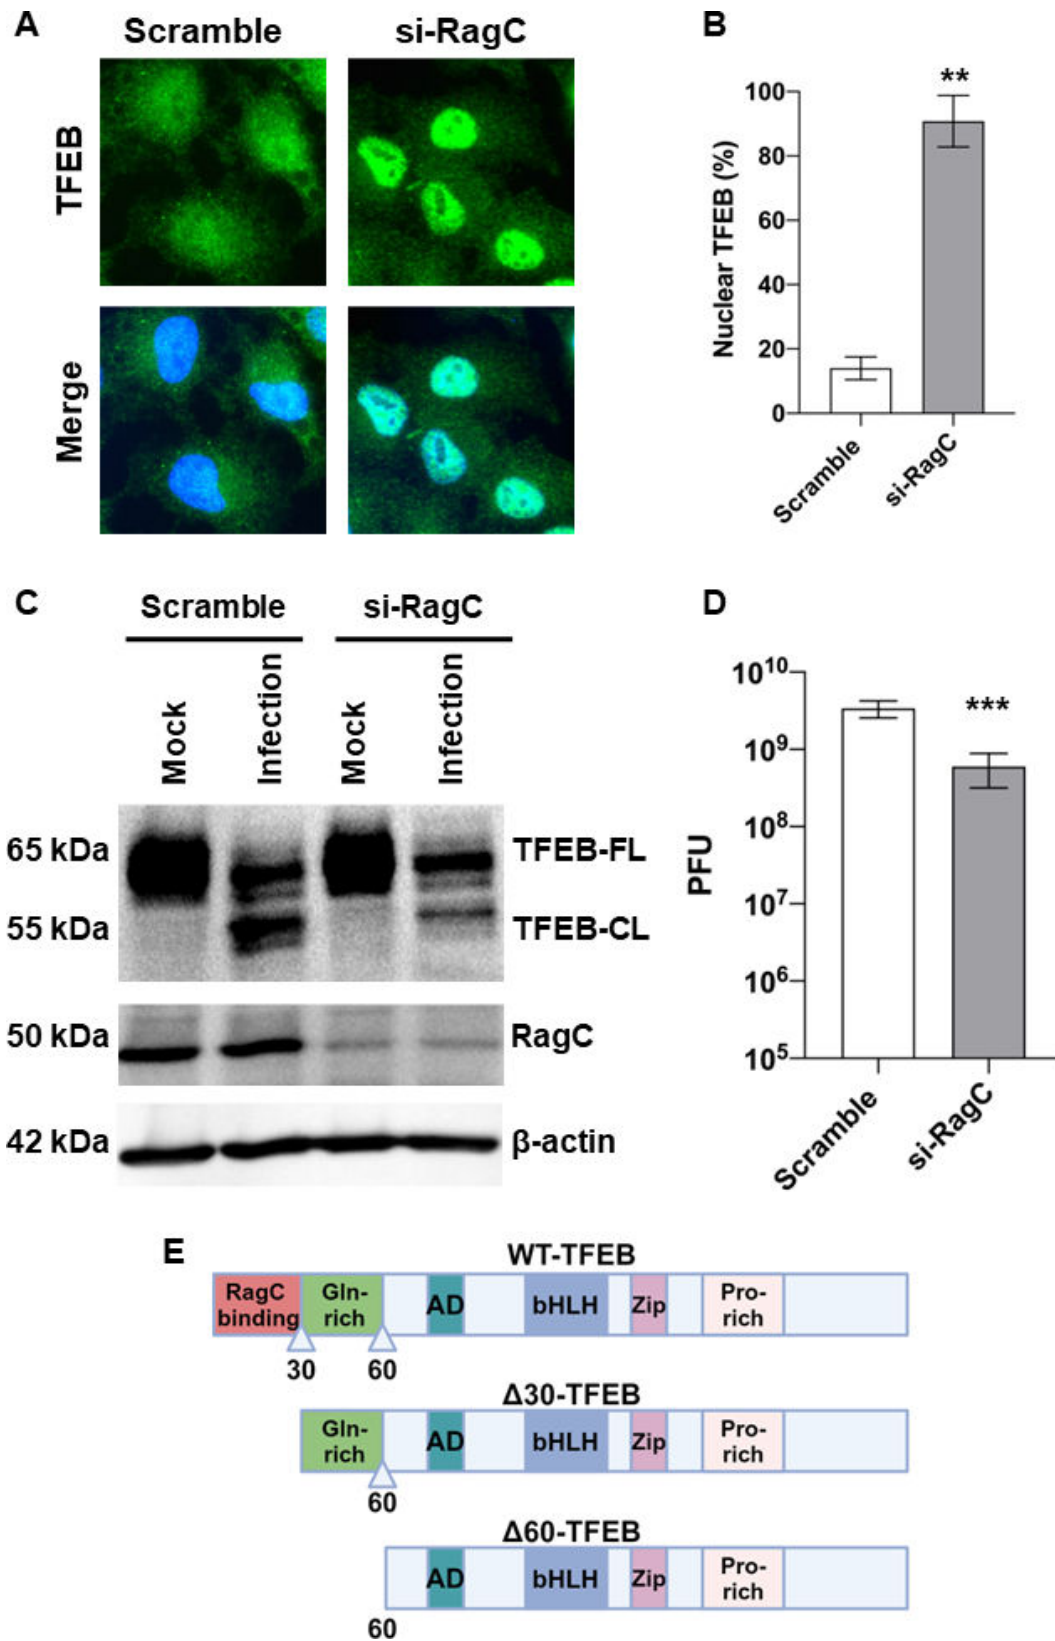 A
Scramble
si-RagC
TFEB
Merge
B
**
Nuclear TFEB (%)
100
80
60
40
20
0
Scramble
si-RagC
C
Scramble
si-RagC
Mock
Infection
Mock
Infection
65 kDa
TFEB-FL
55 kDa
TFEB-CL
50 kDa
RagC
42 kDa
β-actin
D
***
PFU
10¹⁰
10⁹
10⁸
10⁷
10⁶
10⁵
Scramble
si-RagC
E
WT-TFEB
RagC binding
Gln-rich
AD
bHLH
Zip
Pro-rich
30
60
Δ30-TFEB
Gln-rich
AD
bHLH
Zip
Pro-rich
60
Δ60-TFEB
AD
bHLH
Zip
Pro-rich
60